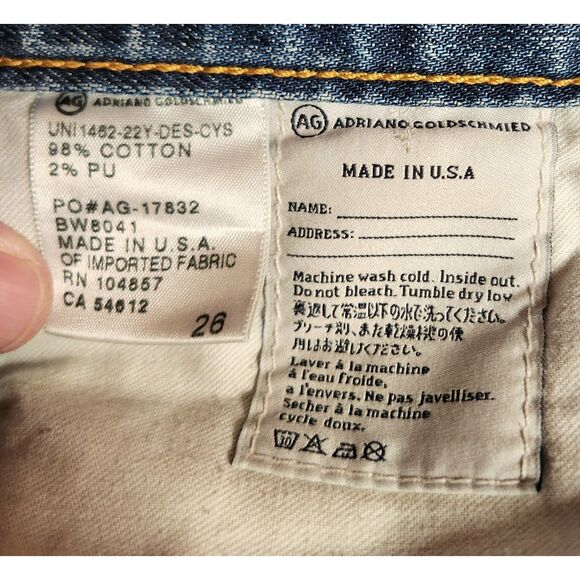 AG ADRIANO GOLDSCHMIED
UNI1462-22Y-DES-CYS
98% COTTON
2% PU
PO#AG-17832
BW8041
MADE IN U.S.A.
OF IMPORTED FABRIC
RN 104857
CA 54612
26
AG ADRIANO GOLDSCHMIED
MADE IN U.S.A
NAME:
ADDRESS:
Machine wash cold. Inside out.
Do not bleach. Tumble dry low
裏返して常温以下の水で洗ってください。
ブリーチ剤、また乾燥機の使
用はお避けください。
Laver à la machine
à l'eau froide,
a l'envers. Ne pas javelliser.
Secher à la machine
cycle doux.
30